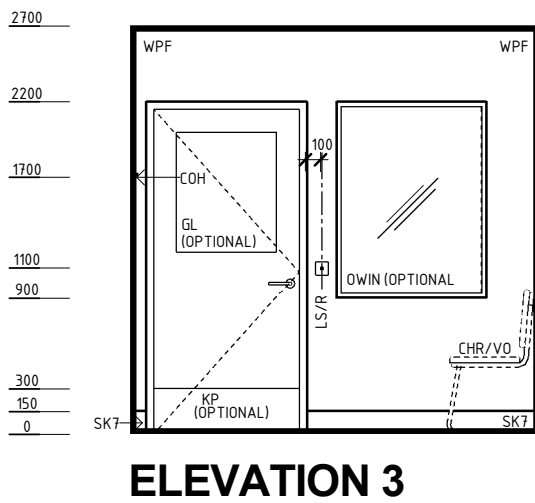 2700
WPF WPF
2200
100
1700
COH
GL
(OPTIONAL)
1100
OWIN (OPTIONAL
900
LS/R
CHR/VO
300
KP
(OPTIONAL)
150
SK7 SK7
0
ELEVATION 3